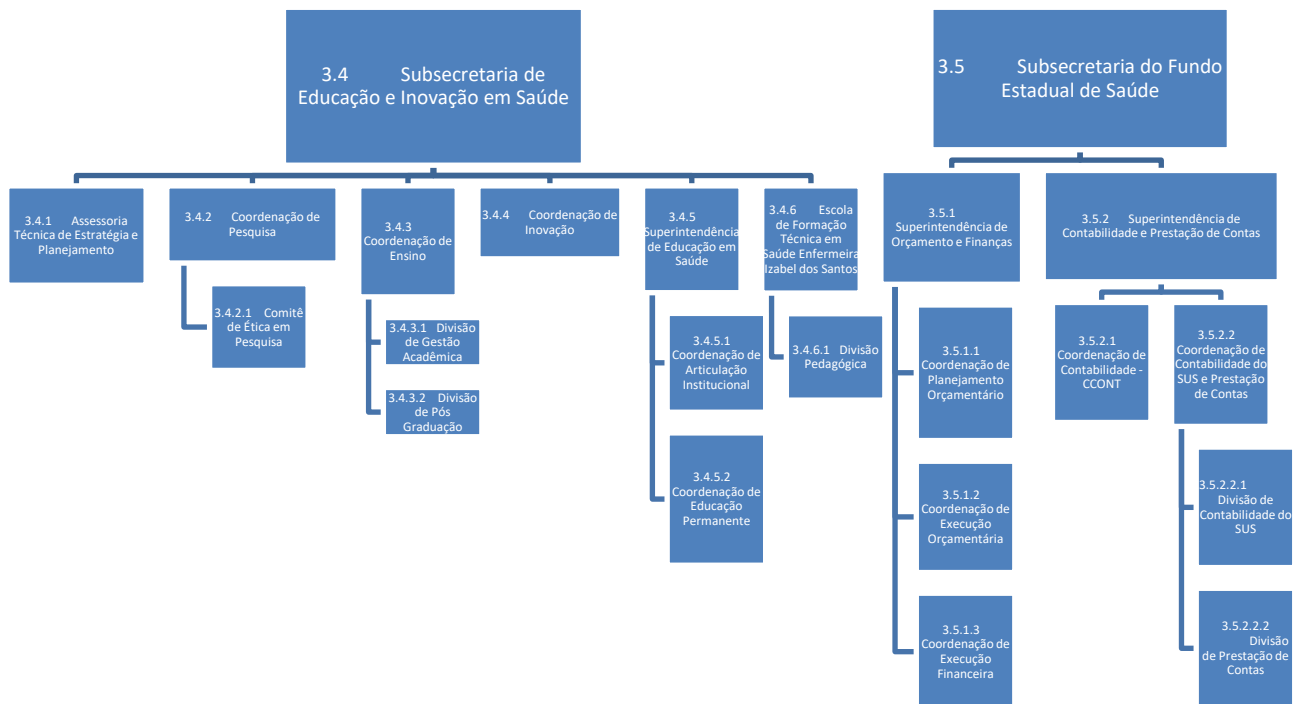 3.4 Subsecretaria de
Educação e Inovação em Saúde
3.4.1 Assessoria
Técnica de Estratégia e
Planejamento
3.4.2 Coordenação de
Pesquisa
3.4.2.1 Comitê
de Ética em
Pesquisa
3.4.3
Coordenação de
Ensino
3.4.3.1 Divisão
de Gestão
Acadêmica
3.4.3.2 Divisão
de Pós
Graduação
3.4.4 Coordenação de
Inovação
3.4.5
Superintendência
de Educação em
Saúde
3.4.5.1
Coordenação de
Articulação
Institucional
3.4.5.2
Coordenação de
Educação
Permanente
3.4.6 Escola
de Formação
Técnica em
Saúde Enfermeira
Izabel dos Santos
3.4.6.1 Divisão
Pedagógica
3.5 Subsecretaria do Fundo
Estadual de Saúde
3.5.1
Superintendência de
Orçamento e Finanças
3.5.1.1
Coordenação de
Planejamento
Orçamentário
3.5.1.2
Coordenação de
Execução
Orçamentária
3.5.1.3
Coordenação de
Execução
Financeira
3.5.2 Superintendência de
Contabilidade e Prestação de Contas
3.5.2.1
Coordenação de
Contabilidade -
CCONT
3.5.2.2
Coordenação de
Contabilidade do
SUS e Prestação
de Contas
3.5.2.2.1
Divisão de
Contabilidade do
SUS
3.5.2.2.2
Divisão
de Prestação de
Contas